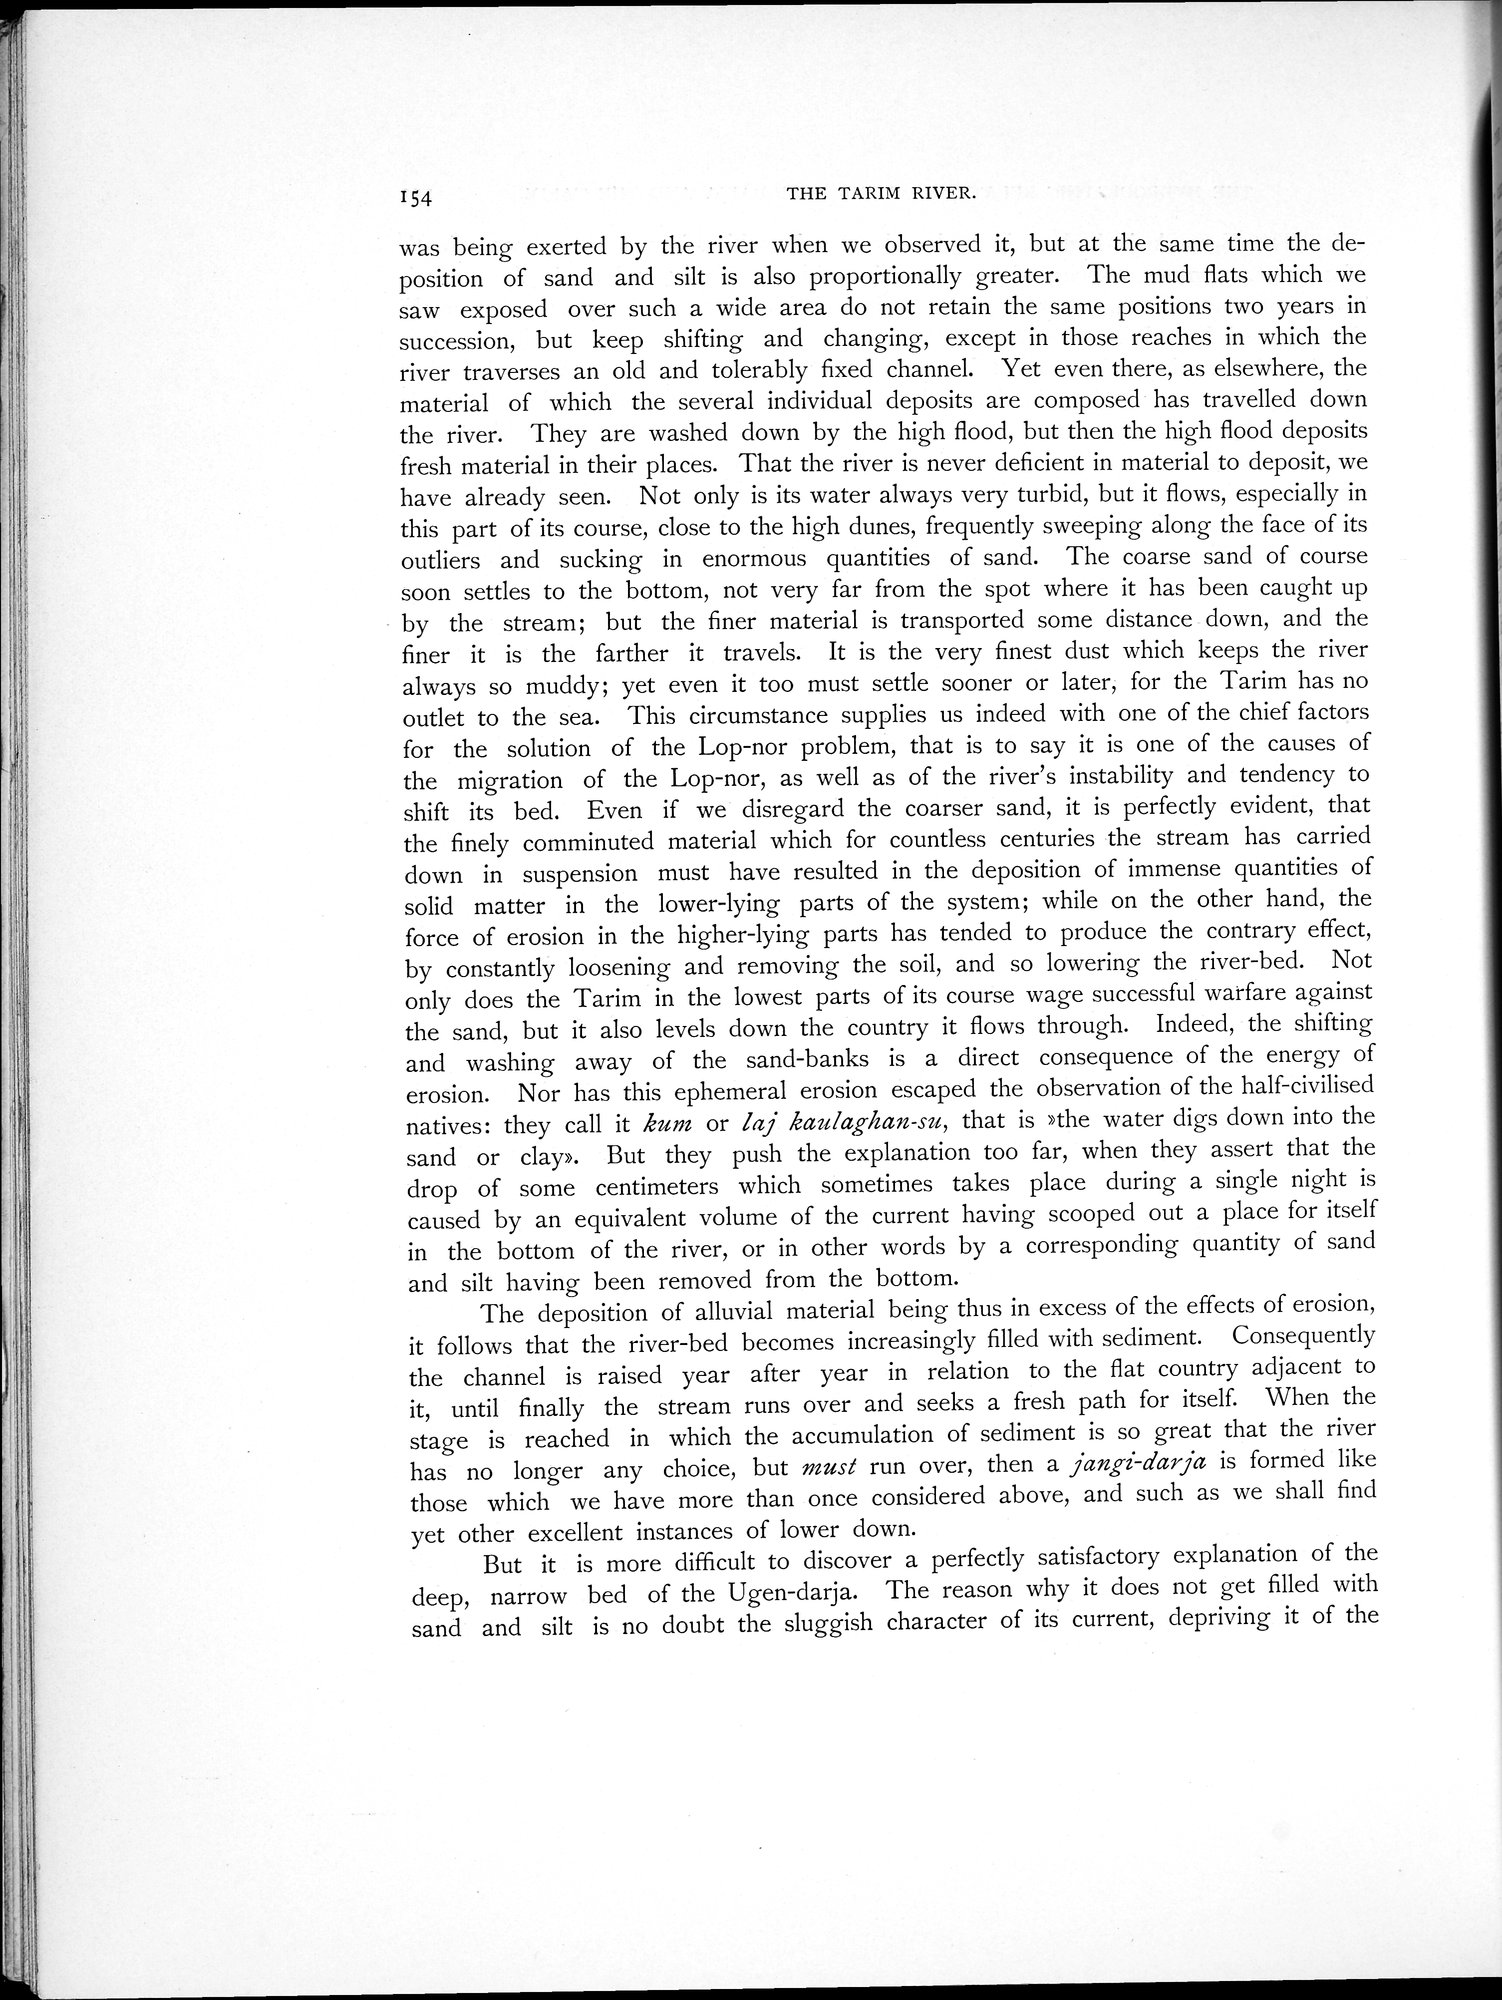 154
THE TARIM RIVER.
was being exerted by the river when we observed it, but at the same time the de-
position of sand and silt is also proportionally greater. The mud flats which we
saw exposed over such a wide area do not retain the same positions two years in
succession, but keep shifting and changing, except in those reaches in which the
river traverses an old and tolerably fixed channel. Yet even there, as elsewhere, the
material of which the several individual deposits are composed has travelled down
the river. They are washed down by the high flood, but then the high flood deposits
fresh material in their places. That the river is never deficient in material to deposit, we
have already seen. Not only is its water always very turbid, but it flows, especially in
this part of its course, close to the high dunes, frequently sweeping along the face of its
outliers and sucking in enormous quantities of sand. The coarse sand of course
soon settles to the bottom, not very far from the spot where it has been caught up
by the stream; but the finer material is transported some distance down, and the
finer it is the farther it travels. It is the very finest dust which keeps the river
always so muddy; yet even it too must settle sooner or later, for the Tarim has no
outlet to the sea. This circumstance supplies us indeed with one of the chief factors
for the solution of the Lop-nor problem, that is to say it is one of the causes of
the migration of the Lop-nor, as well as of the river's instability and tendency to
shift its bed. Even if we disregard the coarser sand, it is perfectly evident, that
the finely comminuted material which for countless centuries the stream has carried
down in suspension must have resulted in the deposition of immense quantities of
solid matter in the lower-lying parts of the system; while on the other hand, the
force of erosion in the higher-lying parts has tended to produce the contrary effect,
by constantly loosening and removing the soil, and so lowering the river-bed. Not
only does the Tarim in the lowest parts of its course wage successful warfare against
the sand, but it also levels down the country it flows through. Indeed, the shifting
and washing away of the sand-banks is a direct consequence of the energy of
erosion. Nor has this ephemeral erosion escaped the observation of the half-civilised
natives: they call it kum or laj kaulaghan-su, that is »the water digs down into the
sand or clay». But they push the explanation too far, when they assert that the
drop of some centimeters which sometimes takes place during a single night is
caused by an equivalent volume of the current having scooped out a place for itself
in the bottom of the river, or in other words by a corresponding quantity of sand
and silt having been removed from the bottom.
The deposition of alluvial material being thus in excess of the effects of erosion,
it follows that the river-bed becomes increasingly filled with sediment. Consequently
the channel is raised year after year in relation to the flat country adjacent to
it, until finally the stream runs over and seeks a fresh path for itself. When the
stage is reached in which the accumulation of sediment is so great that the river
has no longer any choice, but must run over, then a jangi-darja is formed like
those which we have more than once considered above, and such as we shall find
yet other excellent instances of lower down.
But it is more difficult to discover a perfectly satisfactory explanation of the
deep, narrow bed of the Ugen-darja. The reason why it does not get filled with
sand and silt is no doubt the sluggish character of its current, depriving it of the